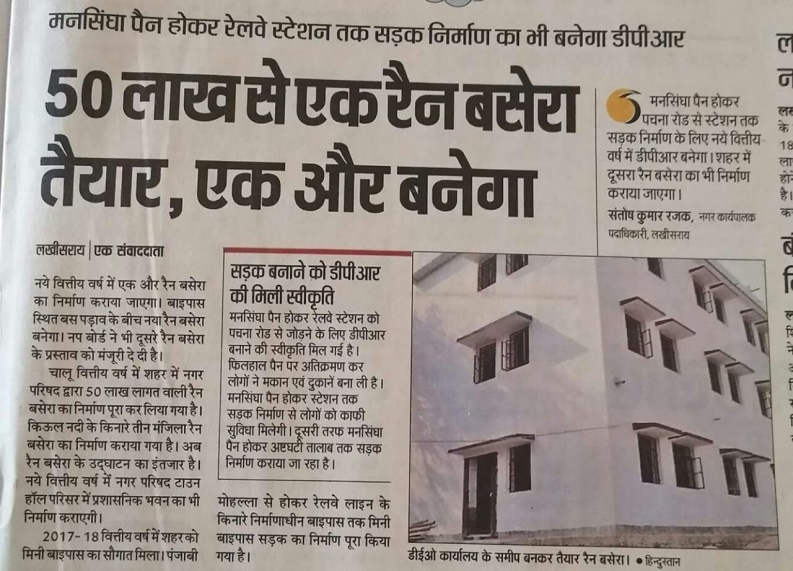 मनसिंघा पैन होकर रेलवे स्टेशन तक सड़क निर्माण का भी बनेगा डीपीआर
50 लाख से एक रैन बसेरा
तैयार, एक और बनेगा
मनसिंघा पैन होकर
पचना रोड से स्टेशन तक
सड़क निर्माण के लिए नये वित्तीय
वर्ष में डीपीआर बनेगा। शहर में
दूसरा रैन बसेरा का भी निर्माण
कराया जाएगा।
संतोष कुमार रजक, नगर कार्यपालक
पदाधिकारी, लखीसराय
लखीसराय | एक संवाददाता
नये वित्तीय वर्ष में एक और रैन बसेरा
का निर्माण कराया जाएगा। बाइपास
स्थित बस पड़ाव के बीच नया रैन बसेरा
बनेगा। नप बोर्ड ने भी दूसरे रैन बसेरा
के प्रस्ताव को मंजूरी दे दी है।
चालू वित्तीय वर्ष में शहर में नगर
परिषद द्वारा 50 लाख लागत वाली रैन
बसेरा का निर्माण पूरा कर लिया गया है।
किऊल नदी के किनारे तीन मंजिला रैन
बसेरा का निर्माण कराया गया है। अब
रैन बसेरा के उद्घाटन का इंतजार है।
नये वित्तीय वर्ष में नगर परिषद टाउन
हॉल परिसर में प्रशासनिक भवन का भी
निर्माण कराएगी।
2017- 18 वित्तीय वर्ष में शहर को
मिनी बाइपास का सौगात मिला। पंजाबी
सड़क बनाने को डीपीआर
की मिली स्वीकृति
मनसिंघा पैन होकर रेलवे स्टेशन को
पचना रोड से जोड़ने के लिए डीपीआर
बनाने की स्वीकृति मिल गई है।
फिलहाल पैन पर अतिक्रमण कर
लोगों ने मकान एवं दुकानें बना ली है।
मनसिंघा पैन होकर स्टेशन तक
सड़क निर्माण से लोगों को काफी
सुविधा मिलेगी। दूसरी तरफ मनसिंघा
पैन होकर अष्टघटी तालाब तक सड़क
निर्माण कराया जा रहा है।
मोहल्ला से होकर रेलवे लाइन के
किनारे निर्माणाधीन बाइपास तक मिनी
बाइपास सड़क का निर्माण पूरा किया
गया है।
डीईओ कार्यालय के समीप बनकर तैयार रैन बसेरा। ● हिन्दुस्तान